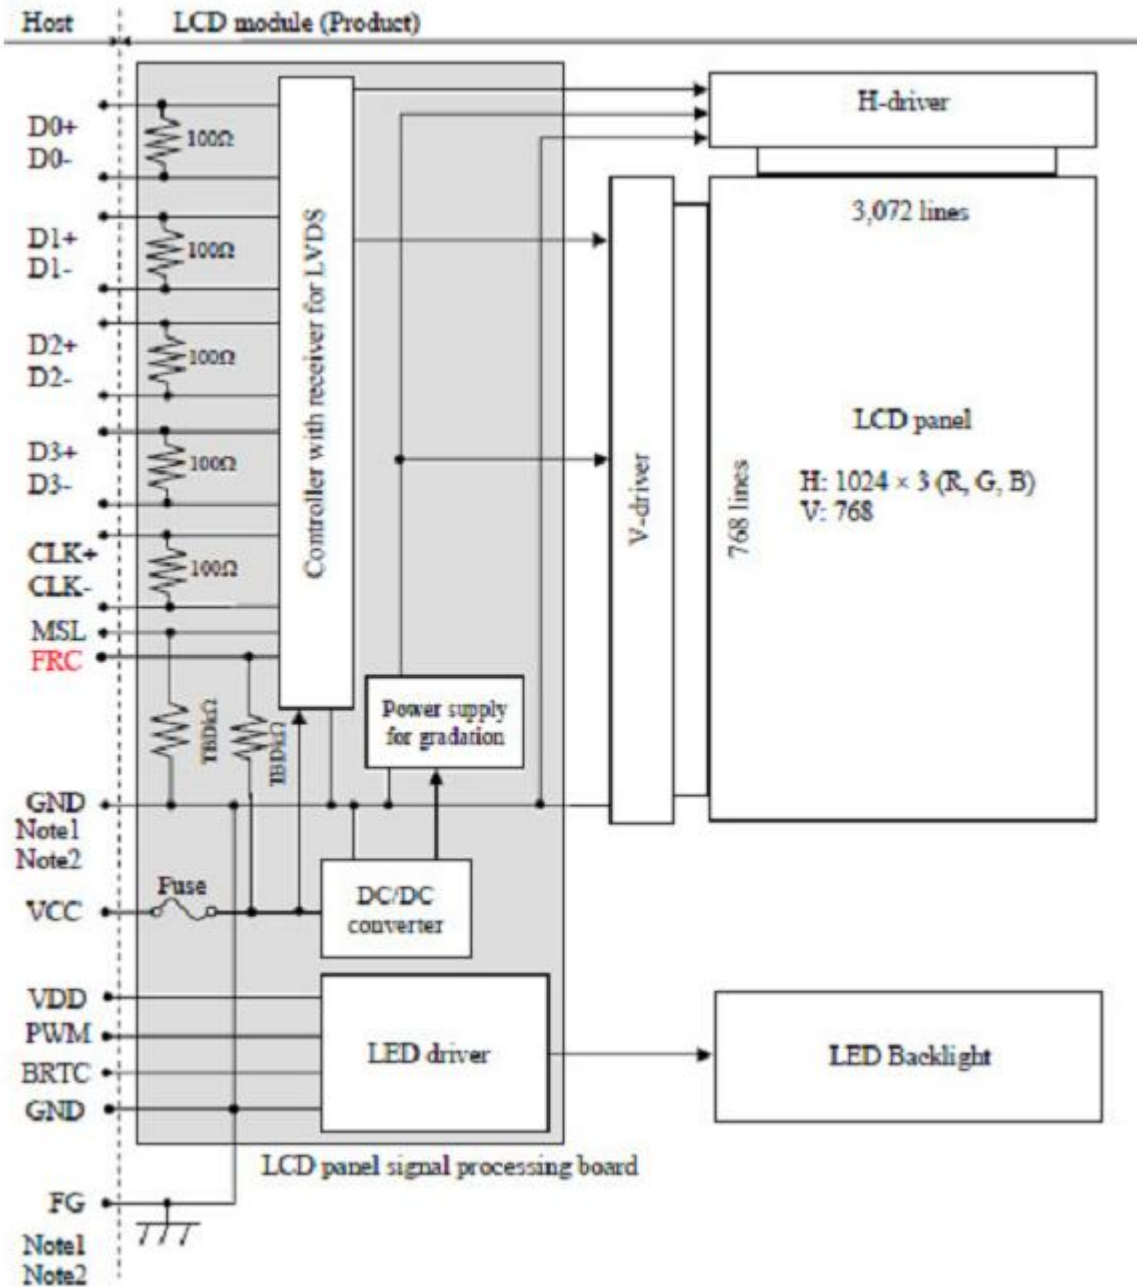 Host
LCD module (Product)
D0+
D0-
100Ω
D1+
D1-
100Ω
D2+
D2-
100Ω
D3+
D3-
100Ω
CLK+
CLK-
100Ω
MSL
FRC
TBDkΩ
TBDkΩ
GND
Note1
Note2
VCC
Fuse
VDD
PWM
BRTC
GND
FG
Note1
Note2
Controller with receiver for LVDS
Power supply
for gradation
DC/DC
converter
LED driver
LCD panel signal processing board
H-driver
V-driver
3,072 lines
768 lines
LCD panel
H: 1024 × 3 (R, G, B)
V: 768
LED Backlight